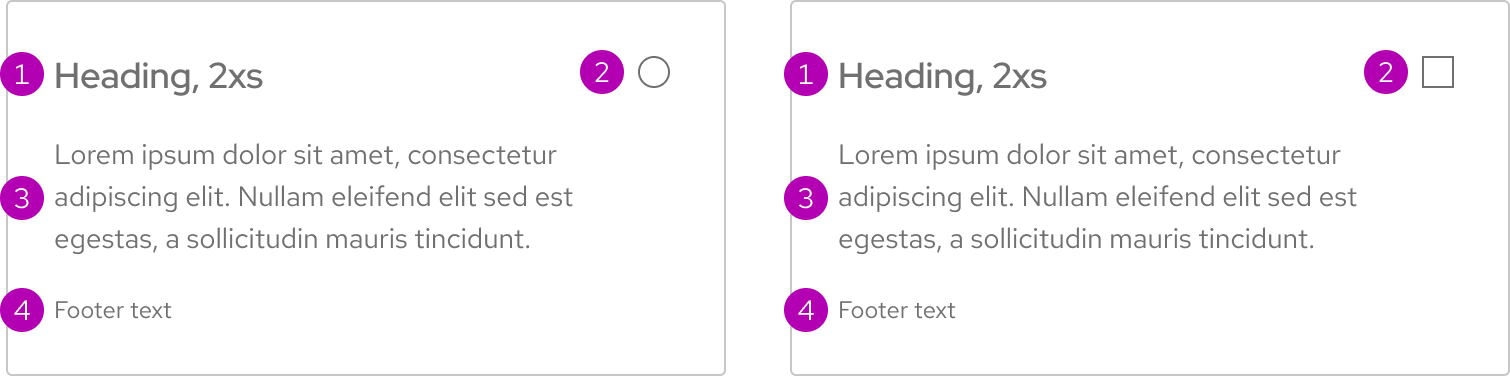 1 Heading, 2xs 2
Lorem ipsum dolor sit amet, consectetur
3 adipiscing elit. Nullam eleifend elit sed est
egestas, a sollicitudin mauris tincidunt.
4 Footer text
1 Heading, 2xs 2
Lorem ipsum dolor sit amet, consectetur
3 adipiscing elit. Nullam eleifend elit sed est
egestas, a sollicitudin mauris tincidunt.
4 Footer text